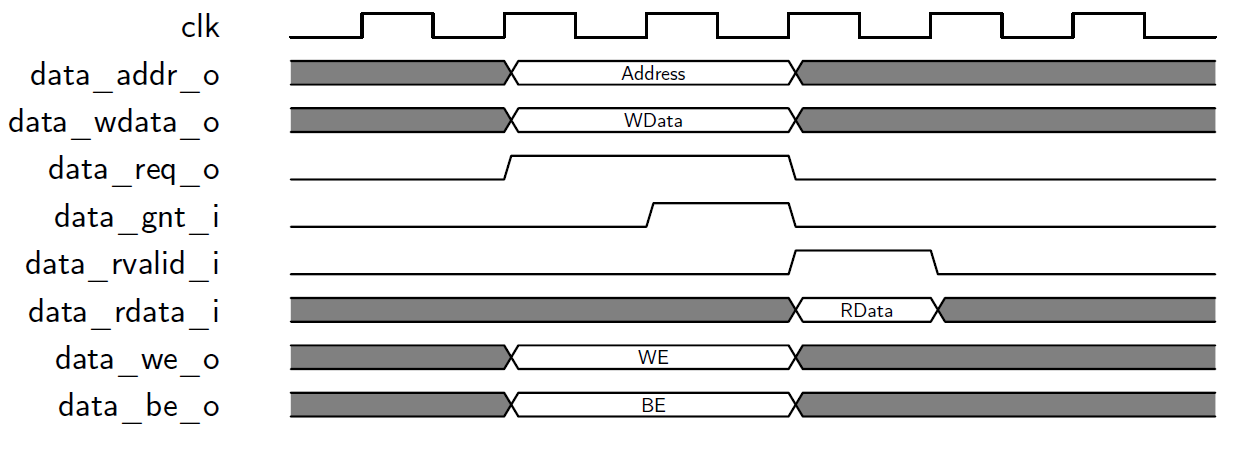 clk
data_addr_o Address
data_wdata_o WData
data_req_o
data_gnt_i
data_rvalid_i
data_rdata_i RData
data_we_o WE
data_be_o BE